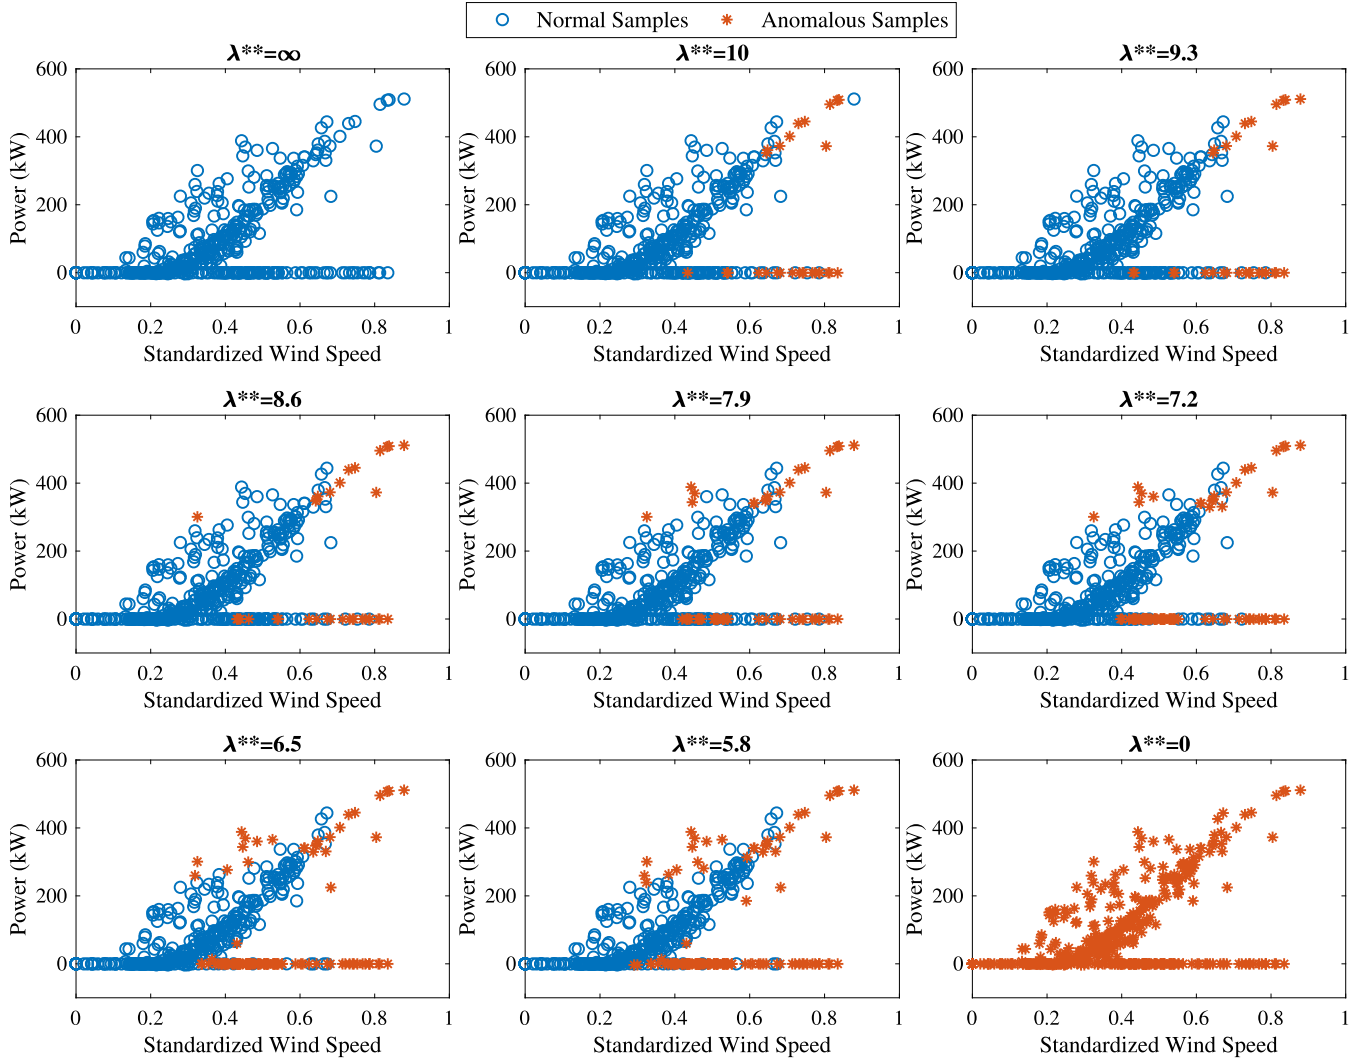 Normal Samples Anomalous Samples
λ**=∞ λ**=10 λ**=9.3
600 600 600
400 400 400
200 200 200
0 0 0
Power (kW) Power (kW) Power (kW)
0 0.2 0.4 0.6 0.8 1 0 0.2 0.4 0.6 0.8 1 0 0.2 0.4 0.6 0.8 1
Standardized Wind Speed Standardized Wind Speed Standardized Wind Speed
λ**=8.6 λ**=7.9 λ**=7.2
600 600 600
400 400 400
200 200 200
0 0 0
Power (kW) Power (kW) Power (kW)
0 0.2 0.4 0.6 0.8 1 0 0.2 0.4 0.6 0.8 1 0 0.2 0.4 0.6 0.8 1
Standardized Wind Speed Standardized Wind Speed Standardized Wind Speed
λ**=6.5 λ**=5.8 λ**=0
600 600 600
400 400 400
200 200 200
0 0 0
Power (kW) Power (kW) Power (kW)
0 0.2 0.4 0.6 0.8 1 0 0.2 0.4 0.6 0.8 1 0 0.2 0.4 0.6 0.8 1
Standardized Wind Speed Standardized Wind Speed Standardized Wind Speed